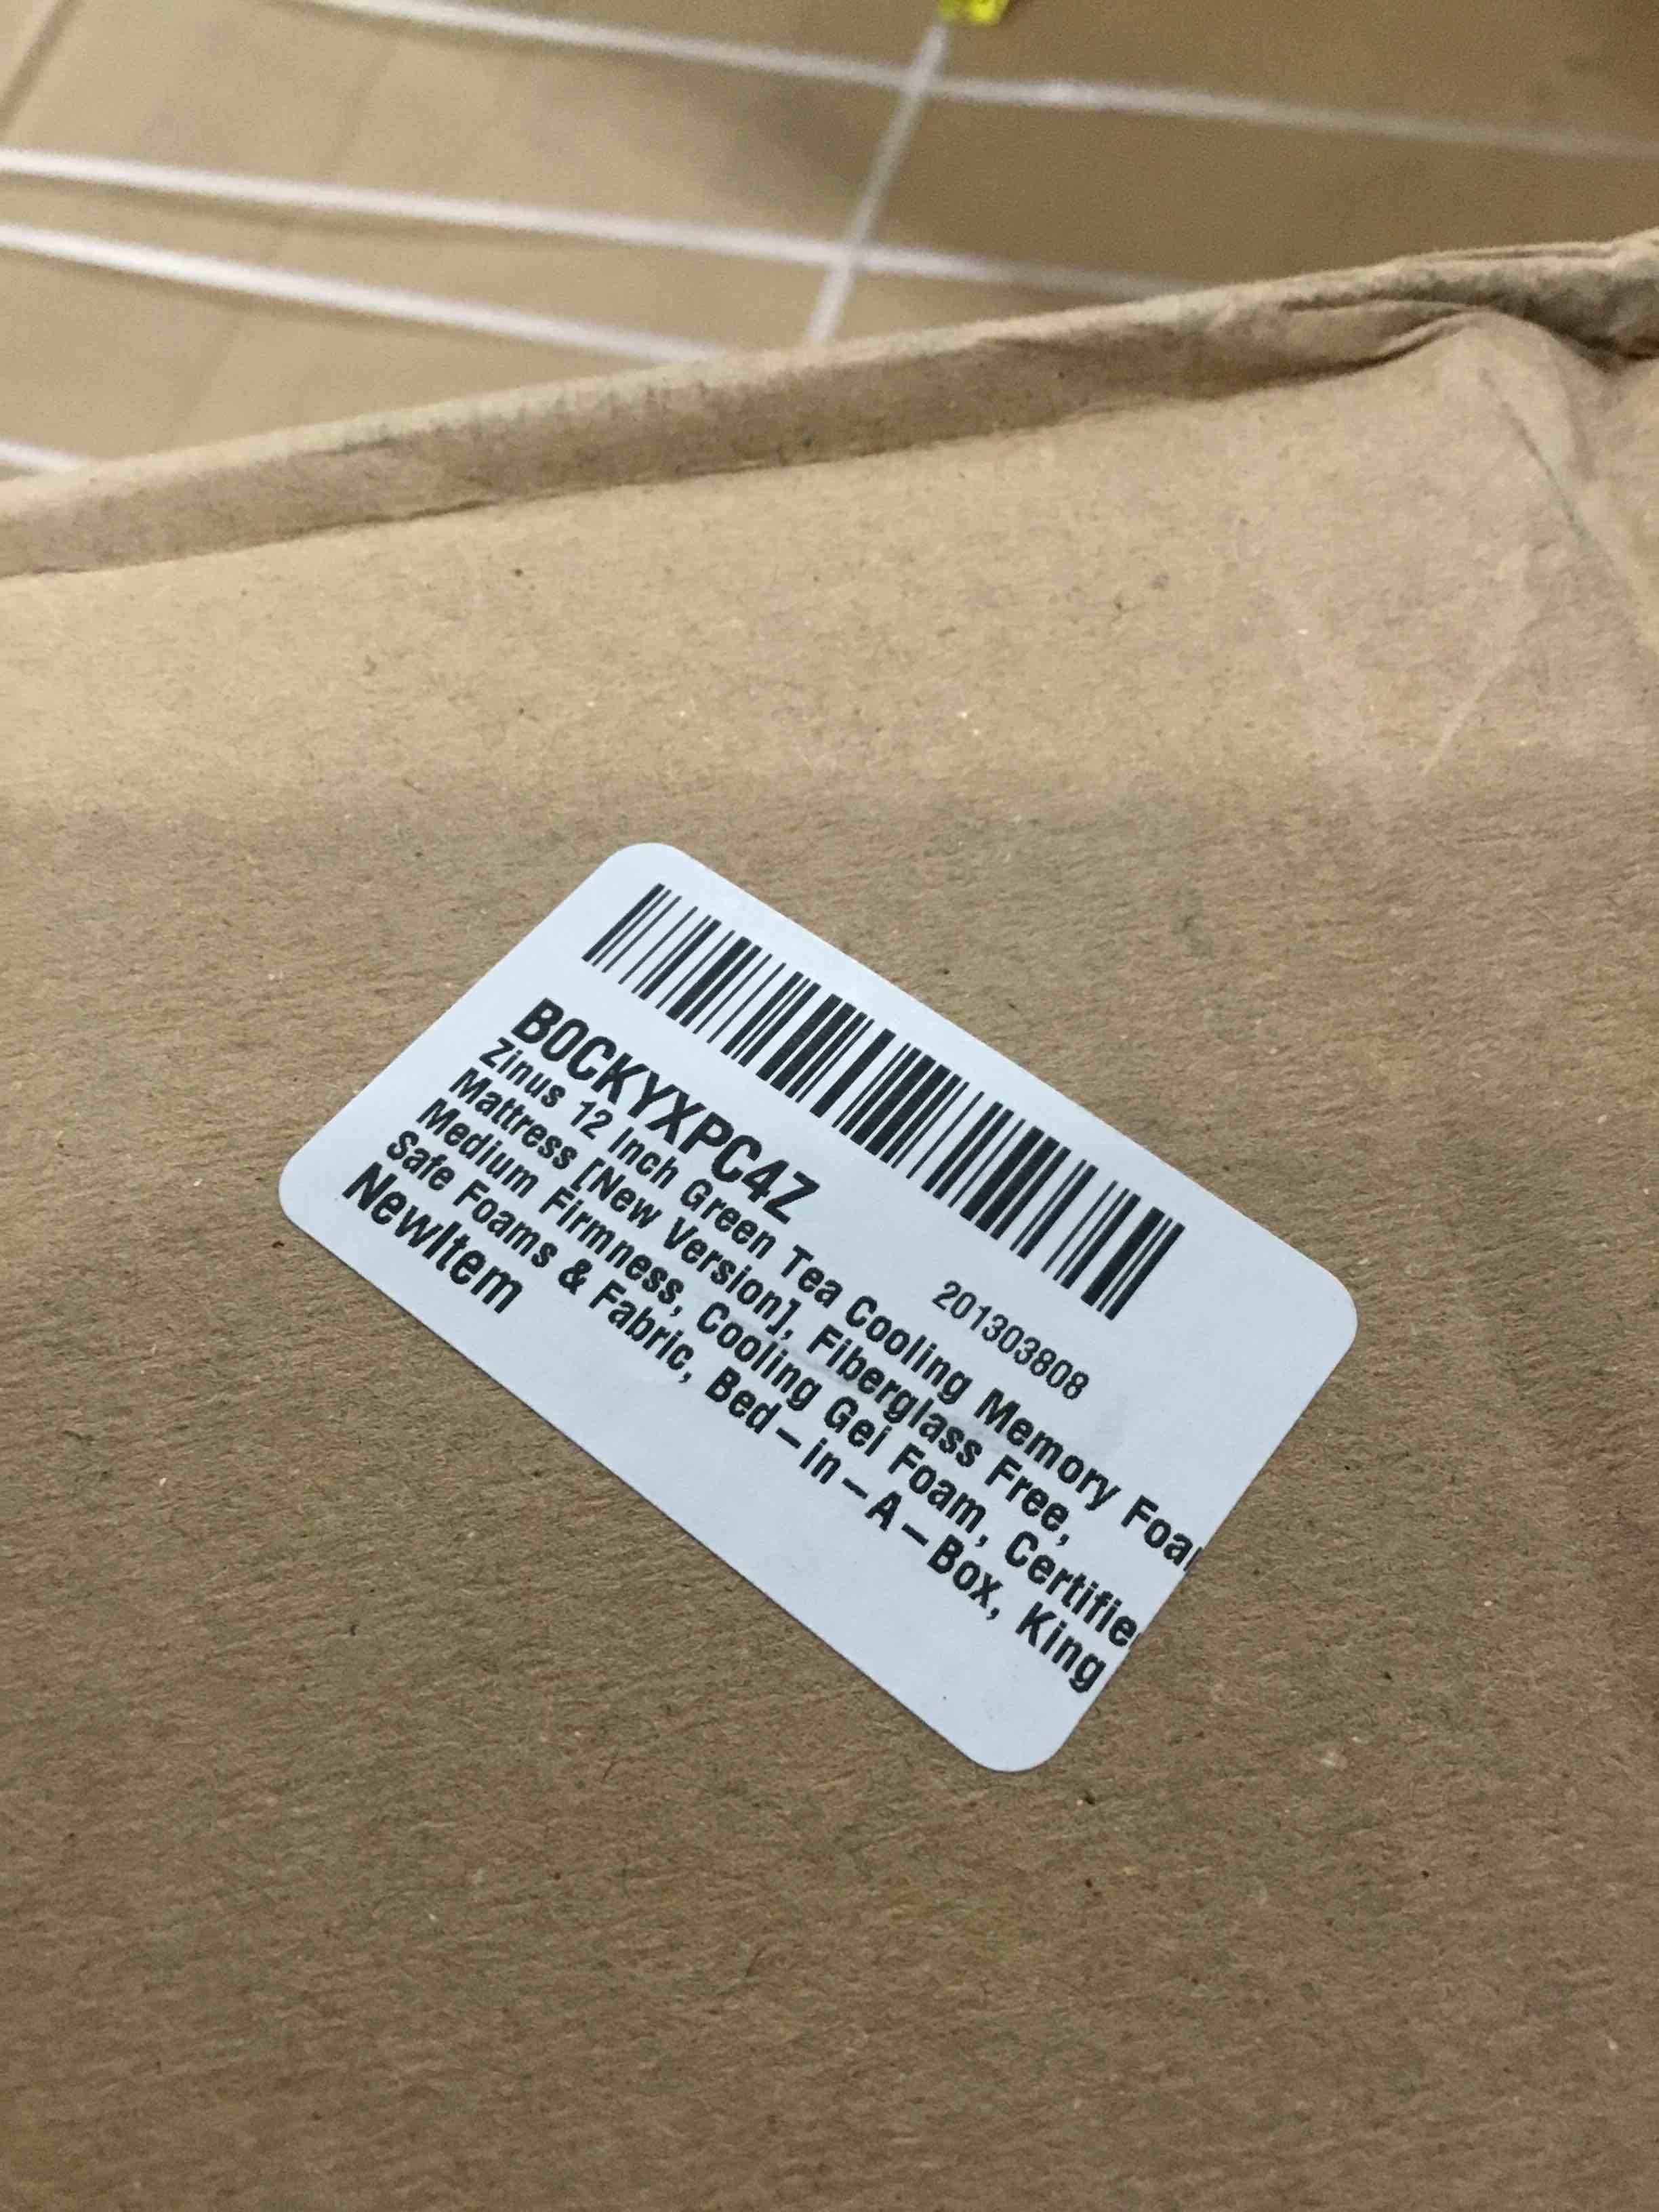 B0CKYXPC4Z
201303808
Zinus 12 Inch Green Tea Cooling Memory Foa
Mattress [New Version], Fiberglass Free,
Medium Firmness, Cooling Gel Foam, Certifie
Safe Foams & Fabric, Bed-in-A-Box, King
NewItem